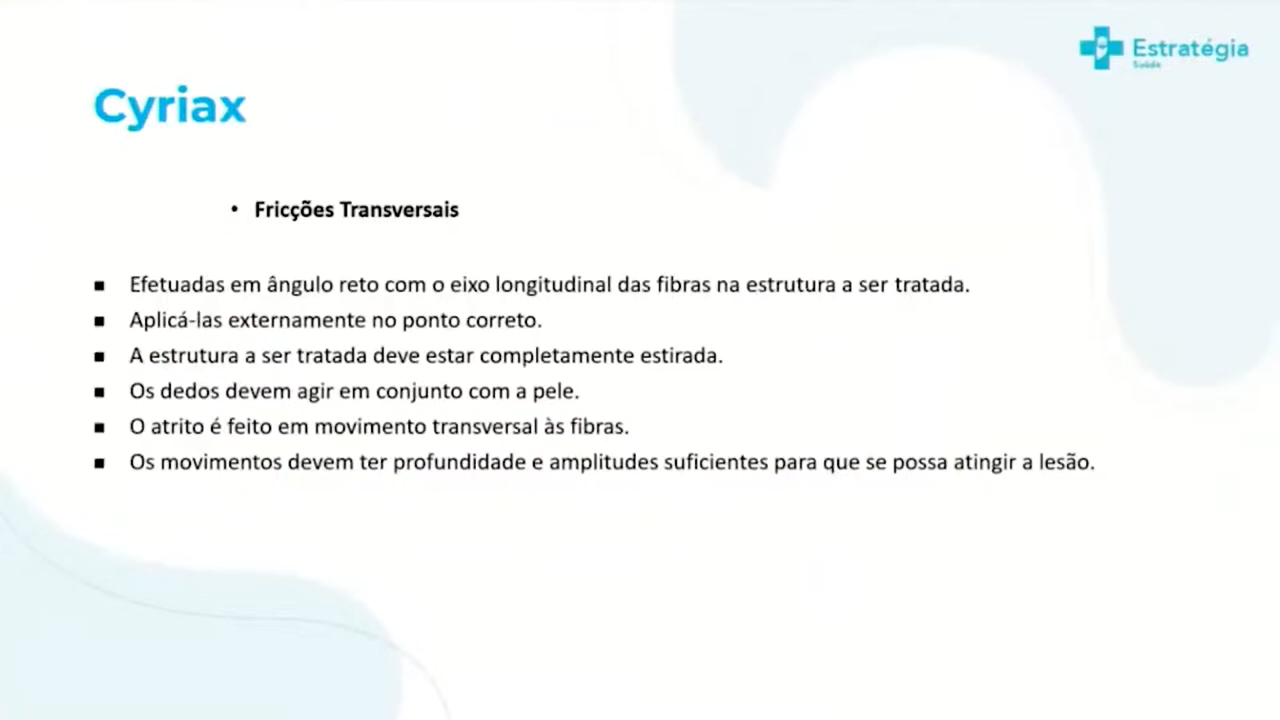 Estratégia
Saúde
Cyriax
• Fricções Transversais
▪ Efetuadas em ângulo reto com o eixo longitudinal das fibras na estrutura a ser tratada.
▪ Aplicá-las externamente no ponto correto.
▪ A estrutura a ser tratada deve estar completamente estirada.
▪ Os dedos devem agir em conjunto com a pele.
▪ O atrito é feito em movimento transversal às fibras.
▪ Os movimentos devem ter profundidade e amplitudes suficientes para que se possa atingir a lesão.